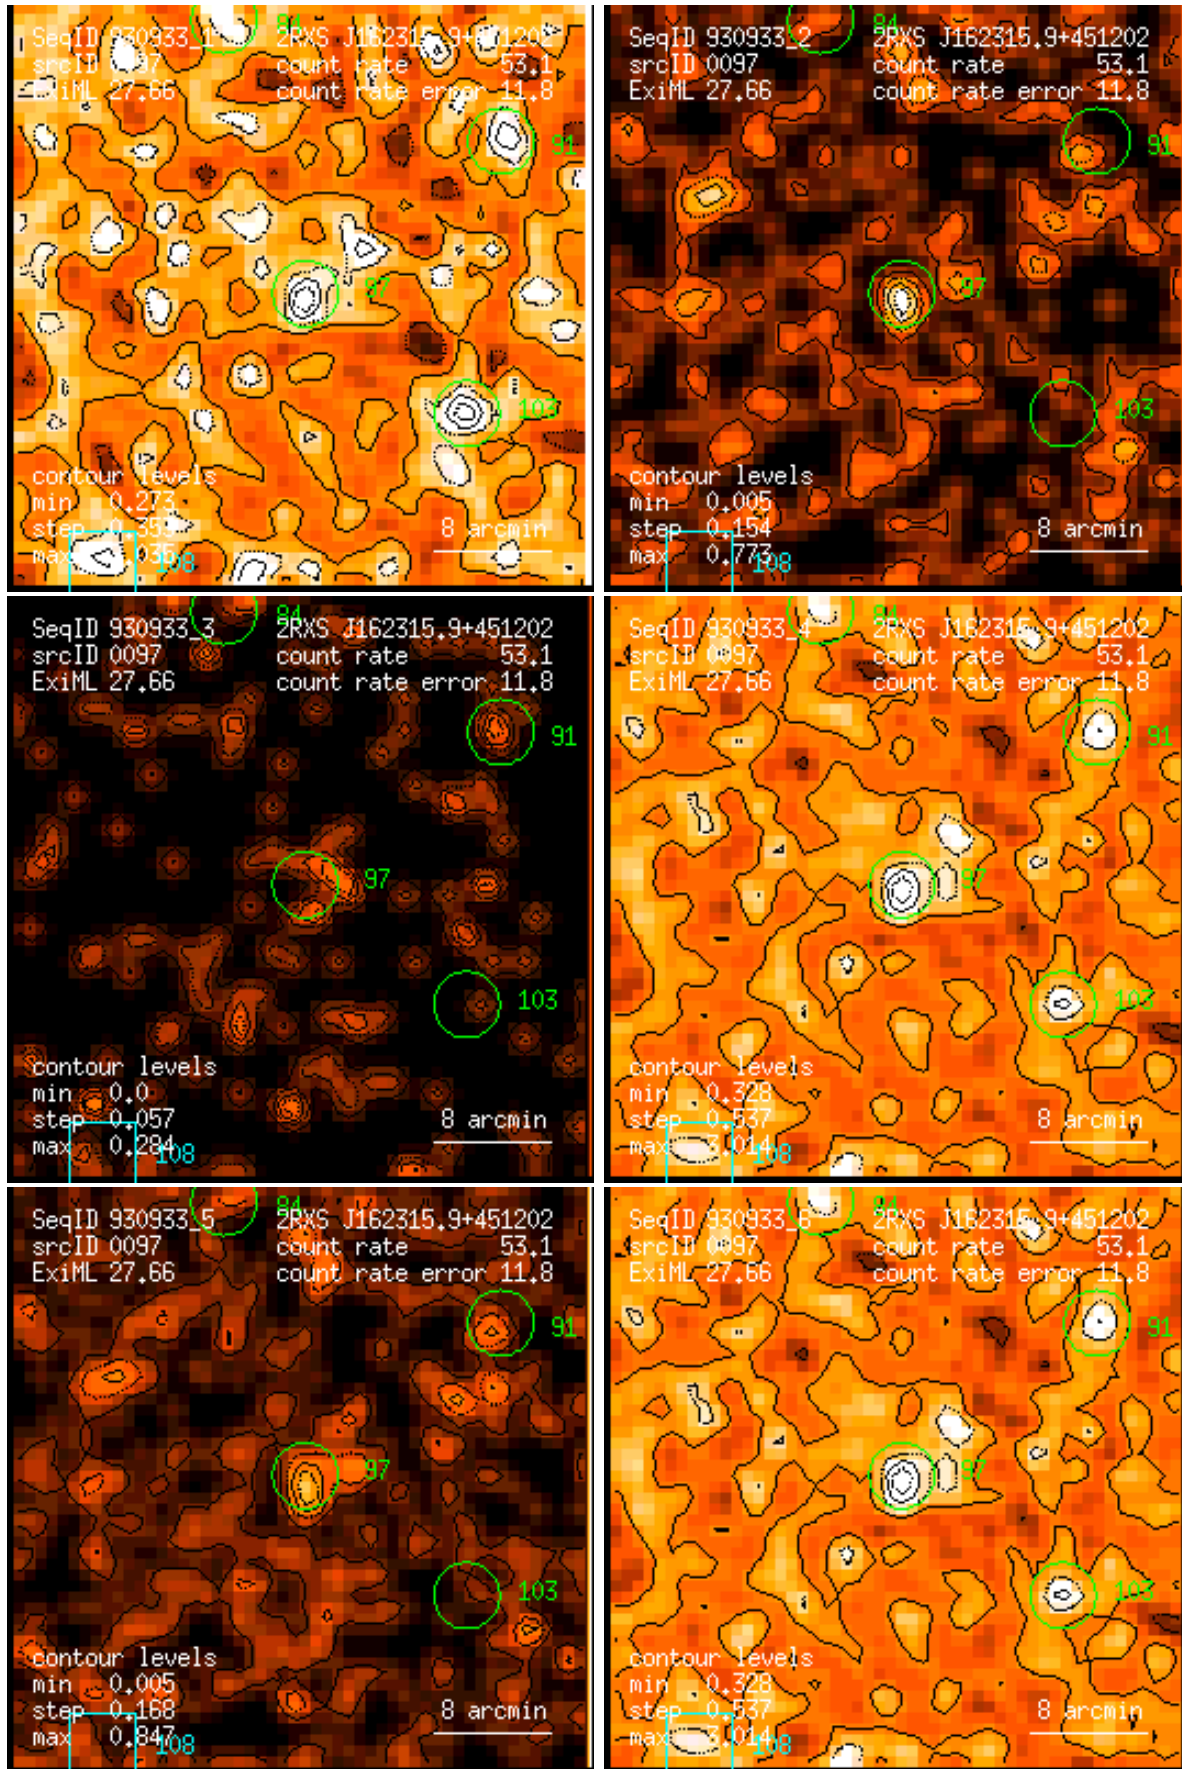 84
SeqID 930933_1 2RXS J162315.9+451202
srcID 0097 count rate 53.1
ExiML 27.66 count rate error 11.8
91
97
103
contour levels
min 0.273
step 0.353
max 035
8 arcmin
108
84
SeqID 930933_2 2RXS J162315.9+451202
srcID 0097 count rate 53.1
ExiML 27.66 count rate error 11.8
91
97
103
contour levels
min 0.005
step 0.154
max 0.773
8 arcmin
108
84
SeqID 930933_3 2RXS J162315.9+451202
srcID 0097 count rate 53.1
ExiML 27.66 count rate error 11.8
91
97
103
contour levels
min 0.0
step 0.057
max 0.284
8 arcmin
108
84
SeqID 930933_4 2RXS J162315.9+451202
srcID 0097 count rate 53.1
ExiML 27.66 count rate error 11.8
91
97
103
contour levels
min 0.328
step 0.537
max 3.014
8 arcmin
108
84
SeqID 930933_5 2RXS J162315.9+451202
srcID 0097 count rate 53.1
ExiML 27.66 count rate error 11.8
91
97
103
contour levels
min 0.005
step 0.168
max 0.847
8 arcmin
108
84
SeqID 930933_6 2RXS J162315.9+451202
srcID 0097 count rate 53.1
ExiML 27.66 count rate error 11.8
91
97
103
contour levels
min 0.328
step 0.537
max 3.014
8 arcmin
108